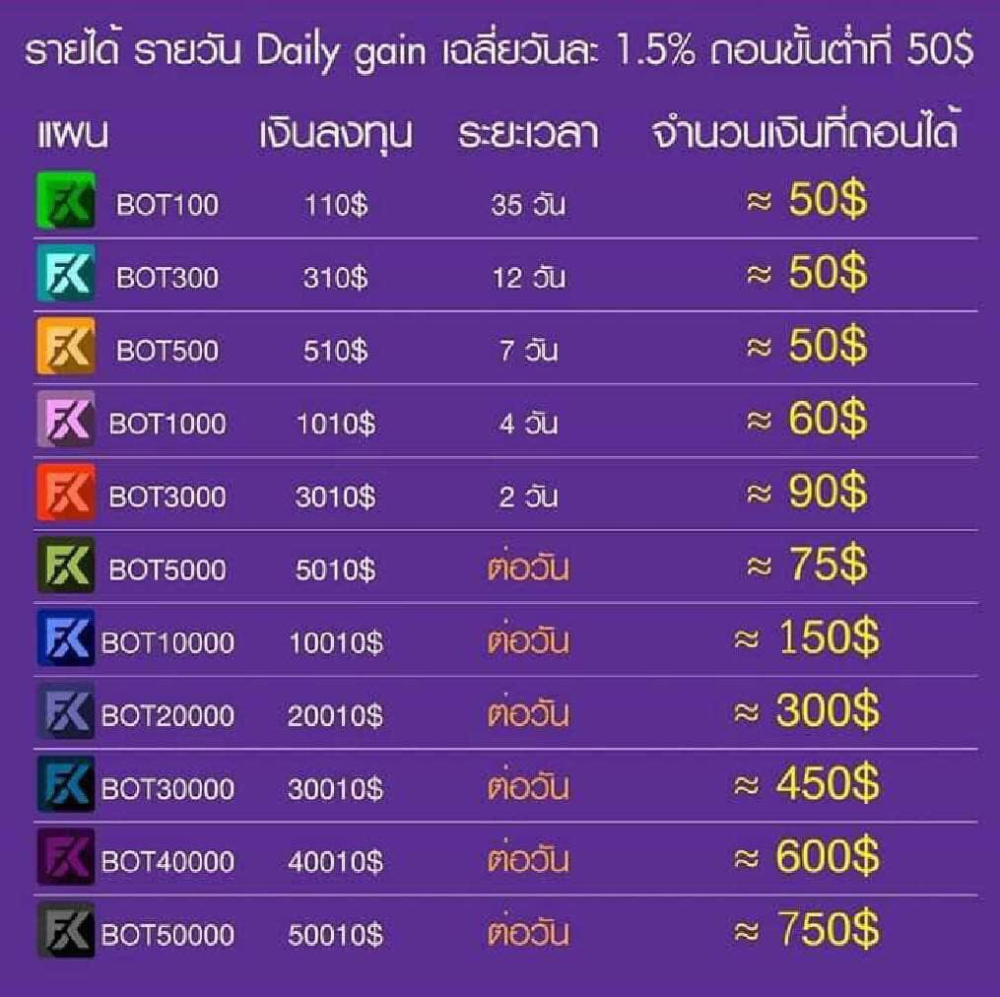 รายได้ รายวัน Daily gain เฉลี่ยวันละ 1.5% ถอนขั้นต่ำที่ 50$
แผน เงินลงทุน ระยะเวลา จำนวนเงินที่ถอนได้
FX BOT100 110$ 35 วัน ≈ 50$
FX BOT300 310$ 12 วัน ≈ 50$
FX BOT500 510$ 7 วัน ≈ 50$
FX BOT1000 1010$ 4 วัน ≈ 60$
FX BOT3000 3010$ 2 วัน ≈ 90$
FX BOT5000 5010$ ต่อวัน ≈ 75$
FX BOT10000 10010$ ต่อวัน ≈ 150$
FX BOT20000 20010$ ต่อวัน ≈ 300$
FX BOT30000 30010$ ต่อวัน ≈ 450$
FX BOT40000 40010$ ต่อวัน ≈ 600$
FX BOT50000 50010$ ต่อวัน ≈ 750$